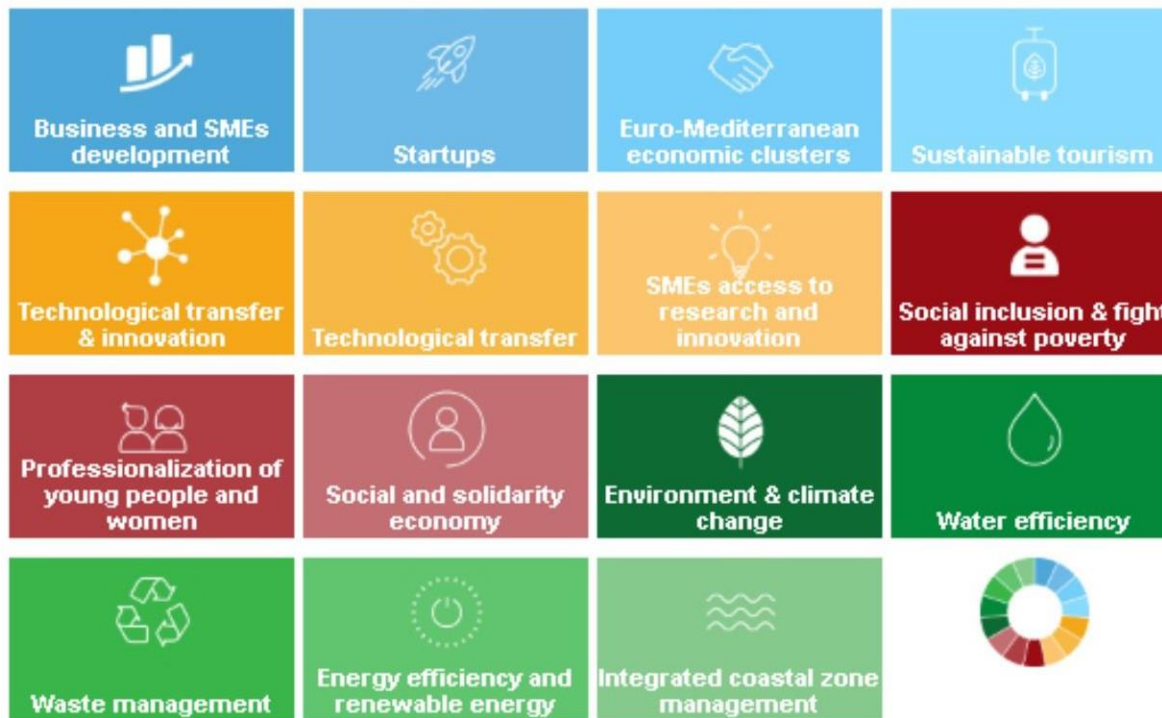 Business and SMEs
development
Startups
Euro-Mediterranean
economic clusters
Sustainable tourism
Technological transfer
& innovation
Technological transfer
SMEs access to
research and
innovation
Social inclusion & fight
against poverty
Professionalization of
young people and
women
Social and solidarity
economy
Environment & climate
change
Water efficiency
Waste management
Energy efficiency and
renewable energy
Integrated coastal zone
management